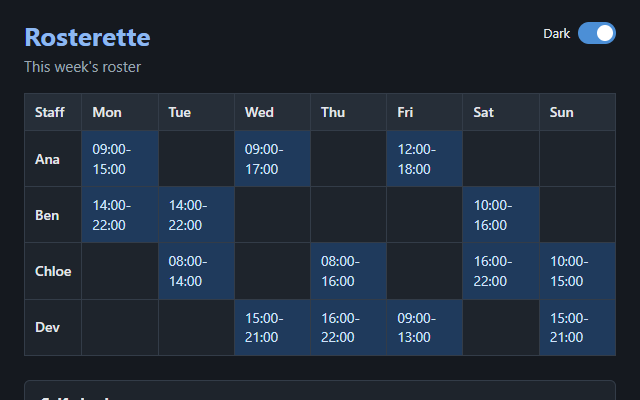 Rosterette
Dark
This week's roster
Staff Mon Tue Wed Thu Fri Sat Sun
Ana 09:00-15:00 09:00-17:00 12:00-18:00
Ben 14:00-22:00 14:00-22:00 10:00-16:00
Chloe 08:00-14:00 08:00-16:00 16:00-22:00 10:00-15:00
Dev 15:00-21:00 16:00-22:00 09:00-13:00 15:00-21:00